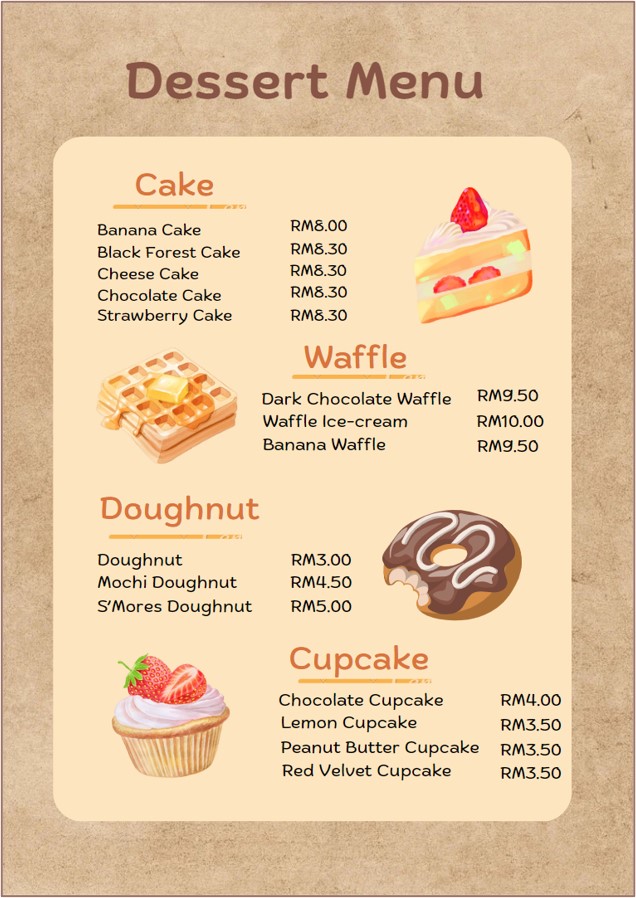 Dessert Menu
Cake
Banana Cake RM8.00
Black Forest Cake RM8.30
Cheese Cake RM8.30
Chocolate Cake RM8.30
Strawberry Cake RM8.30
Waffle
Dark Chocolate Waffle RM9.50
Waffle Ice-cream RM10.00
Banana Waffle RM9.50
Doughnut
Doughnut RM3.00
Mochi Doughnut RM4.50
S'Mores Doughnut RM5.00
Cupcake
Chocolate Cupcake RM4.00
Lemon Cupcake RM3.50
Peanut Butter Cupcake RM3.50
Red Velvet Cupcake RM3.50